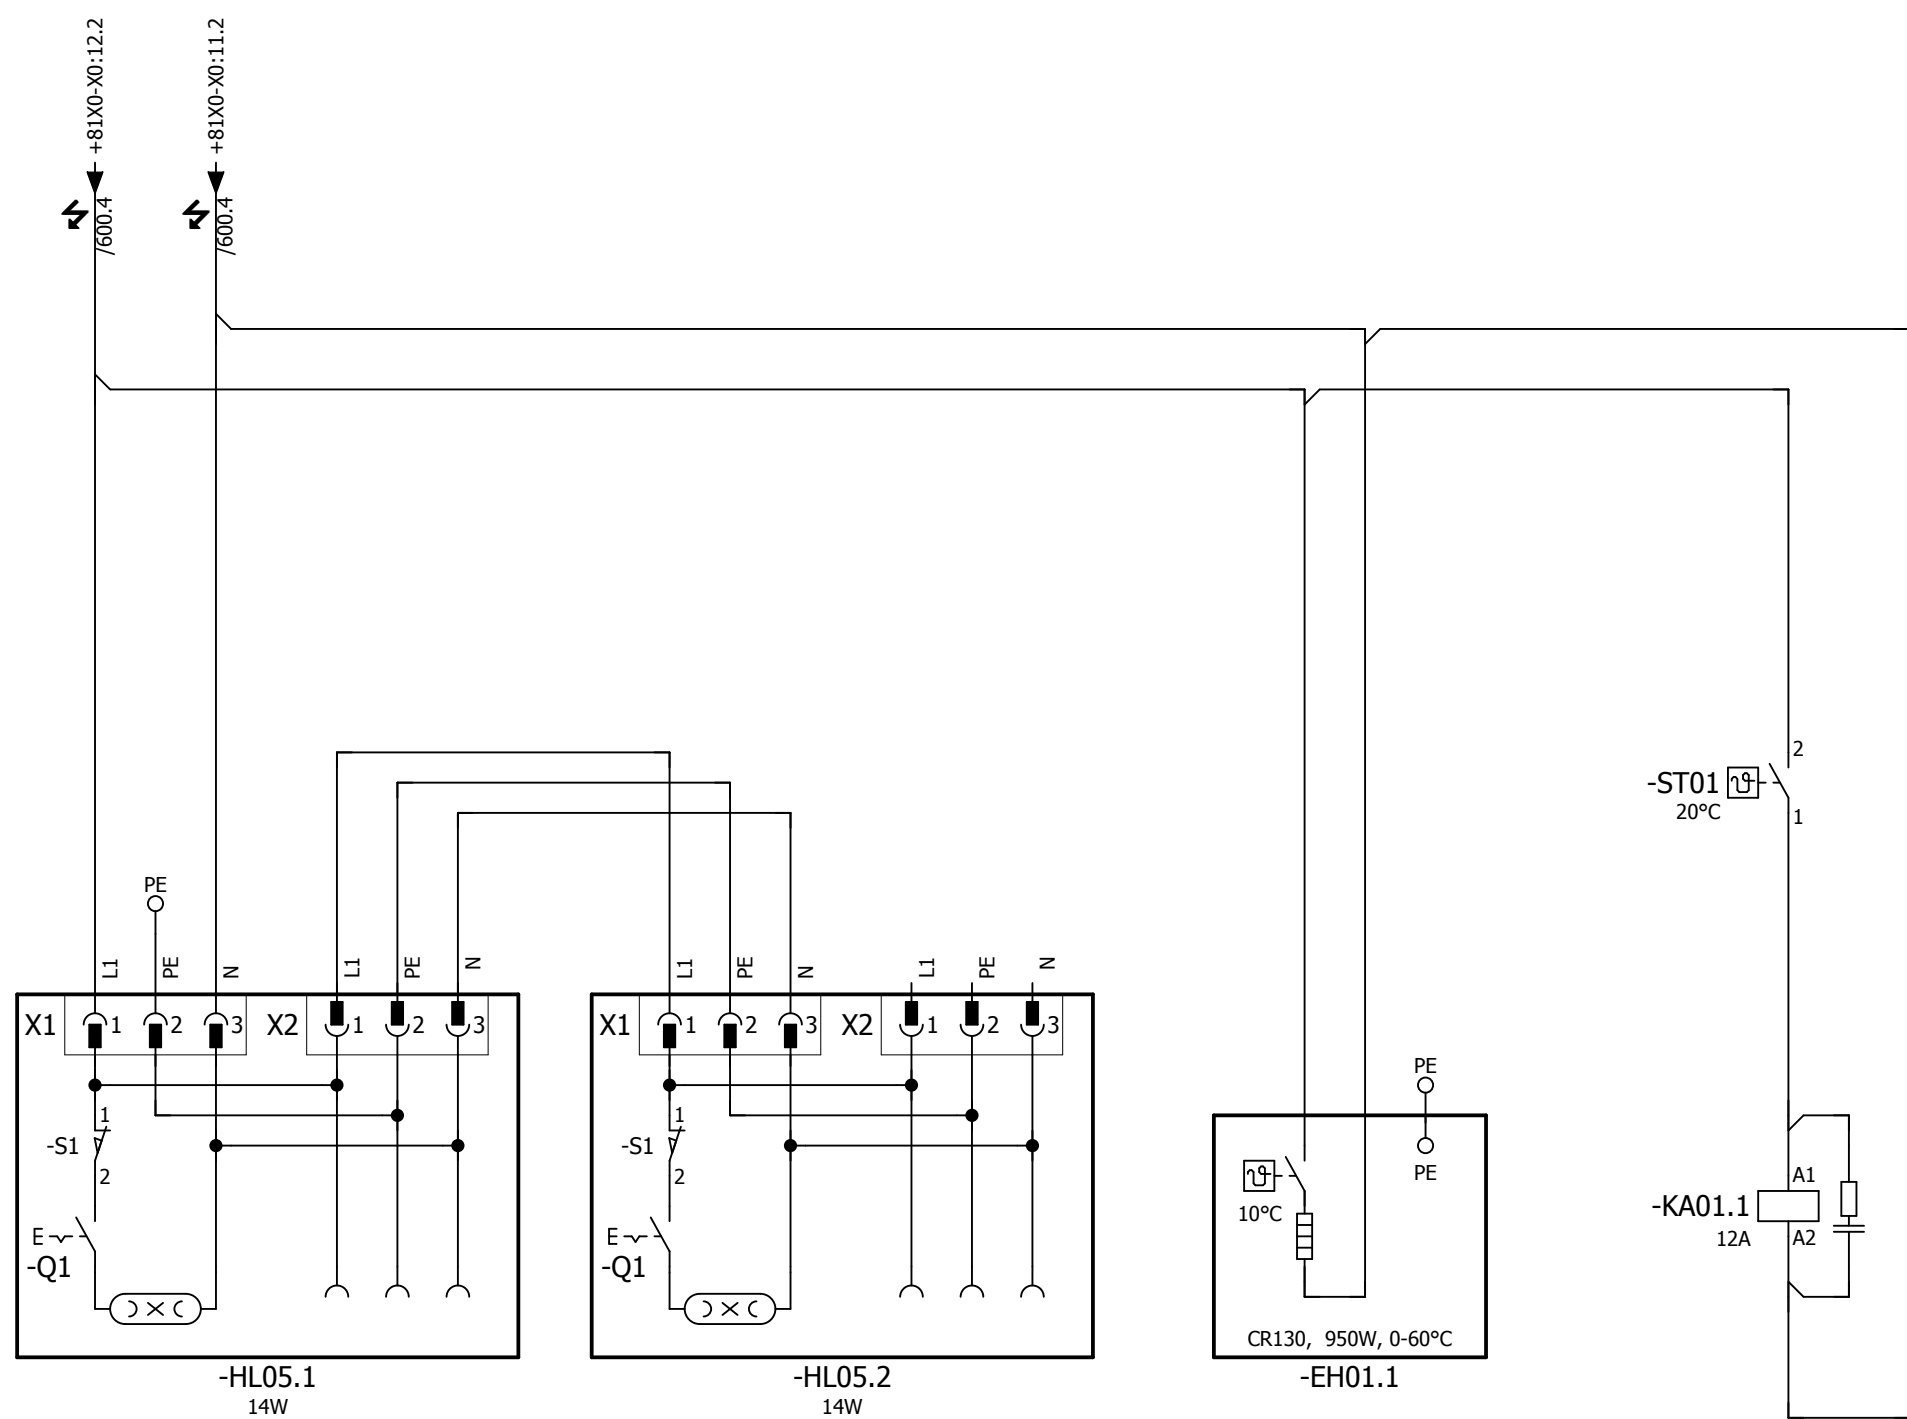 +81X0-X0:12.2
+81X0-X0:11.2
/600.4
/600.4
2
-ST01
20°C
1
PE
L1
PE
N
L1
PE
N
L1
PE
N
L1
PE
N
X1
1
2
3
X2
1
2
3
X1
1
2
3
X2
1
2
3
1
-S1
2
E
-Q1
1
-S1
2
E
-Q1
PE
PE
10°C
CR130, 950W, 0-60°C
A1
-KA01.1
12A
A2
-HL05.1
14W
-HL05.2
14W
-EH01.1